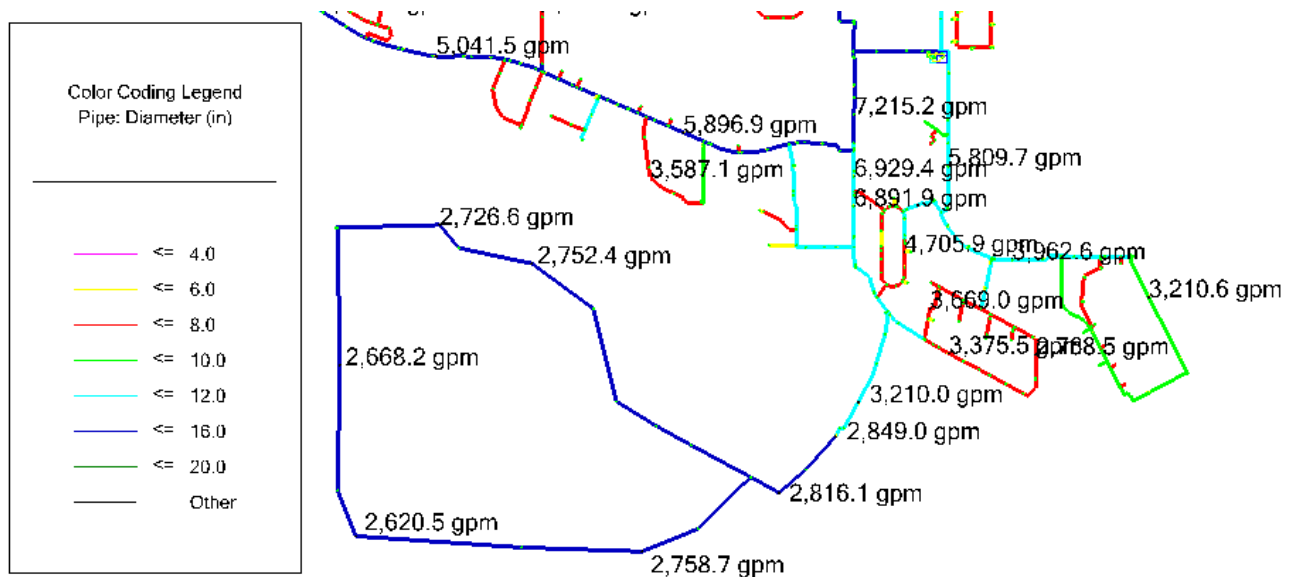 Color Coding Legend
Pipe: Diameter (in)
<= 4.0
<= 6.0
<= 8.0
<= 10.0
<= 12.0
<= 16.0
<= 20.0
Other
5,041.5 gpm
7,215.2 gpm
5,896.9 gpm
5,809.7 gpm
3,587.1 gpm
6,929.4 gpm
6,891.9 gpm
2,726.6 gpm
4,705.9 gpm
3,962.6 gpm
2,752.4 gpm
3,210.6 gpm
3,669.0 gpm
2,668.2 gpm
3,375.5 gpm
3,210.0 gpm
2,849.0 gpm
2,816.1 gpm
2,620.5 gpm
2,758.7 gpm